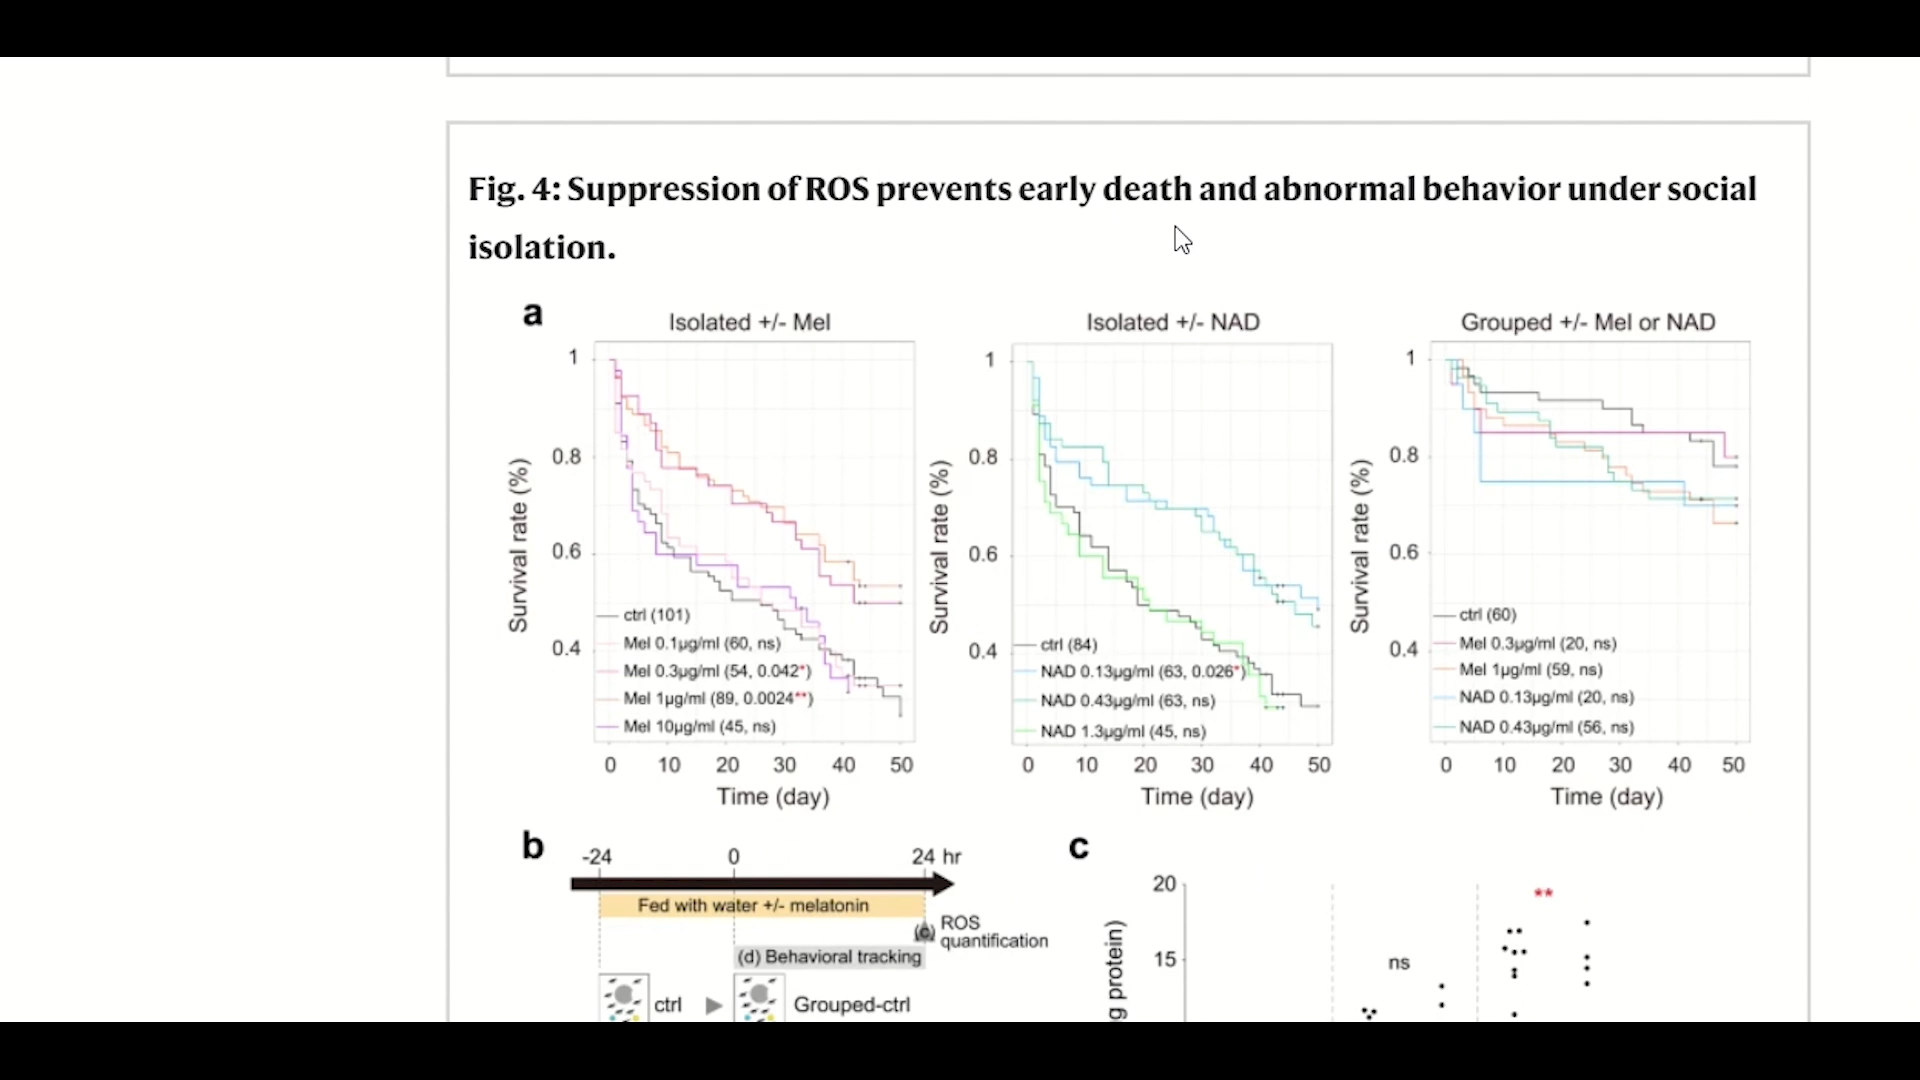 Fig. 4: Suppression of ROS prevents early death and abnormal behavior under social
isolation.
a
Isolated +/- Mel
Survival rate (%)
1
0.8
0.6
0.4
ctrl (101)
Mel 0.1µg/ml (60, ns)
Mel 0.3µg/ml (54, 0.042*)
Mel 1µg/ml (89, 0.0024**)
Mel 10µg/ml (45, ns)
0 10 20 30 40 50
Time (day)
Isolated +/- NAD
Survival rate (%)
1
0.8
0.6
0.4
ctrl (84)
NAD 0.13µg/ml (63, 0.026*)
NAD 0.43µg/ml (63, ns)
NAD 1.3µg/ml (45, ns)
0 10 20 30 40 50
Time (day)
Grouped +/- Mel or NAD
Survival rate (%)
1
0.8
0.6
0.4
ctrl (60)
Mel 0.3µg/ml (20, ns)
Mel 1µg/ml (59, ns)
NAD 0.13µg/ml (20, ns)
NAD 0.43µg/ml (56, ns)
0 10 20 30 40 50
Time (day)
b
-24 0 24 hr
Fed with water +/- melatonin
(c) ROS
quantification
(d) Behavioral tracking
ctrl Grouped-ctrl
c
20
15
g protein)
ns
**